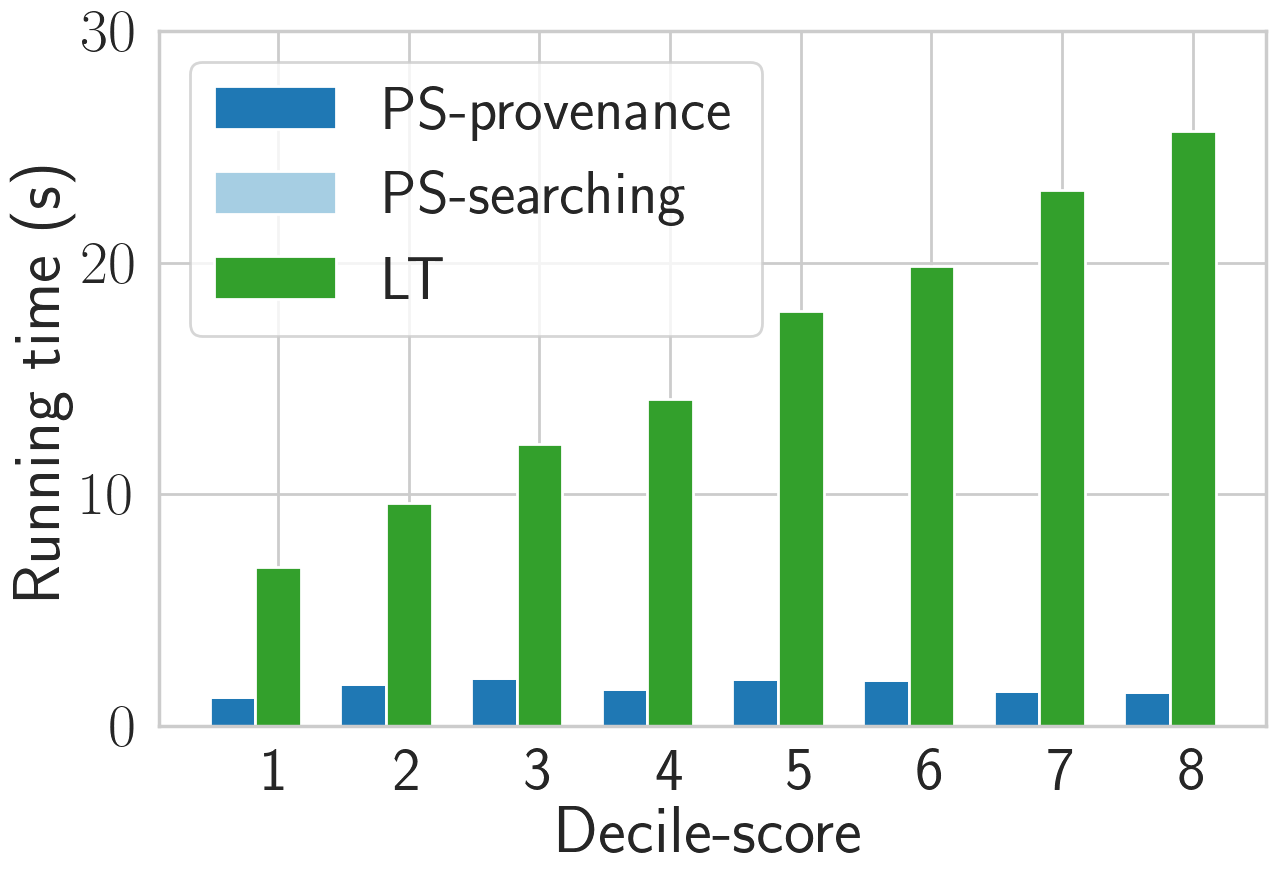 30
20
10
0
Running time (s)
PS-provenance
PS-searching
LT
1 2 3 4 5 6 7 8
Decile-score